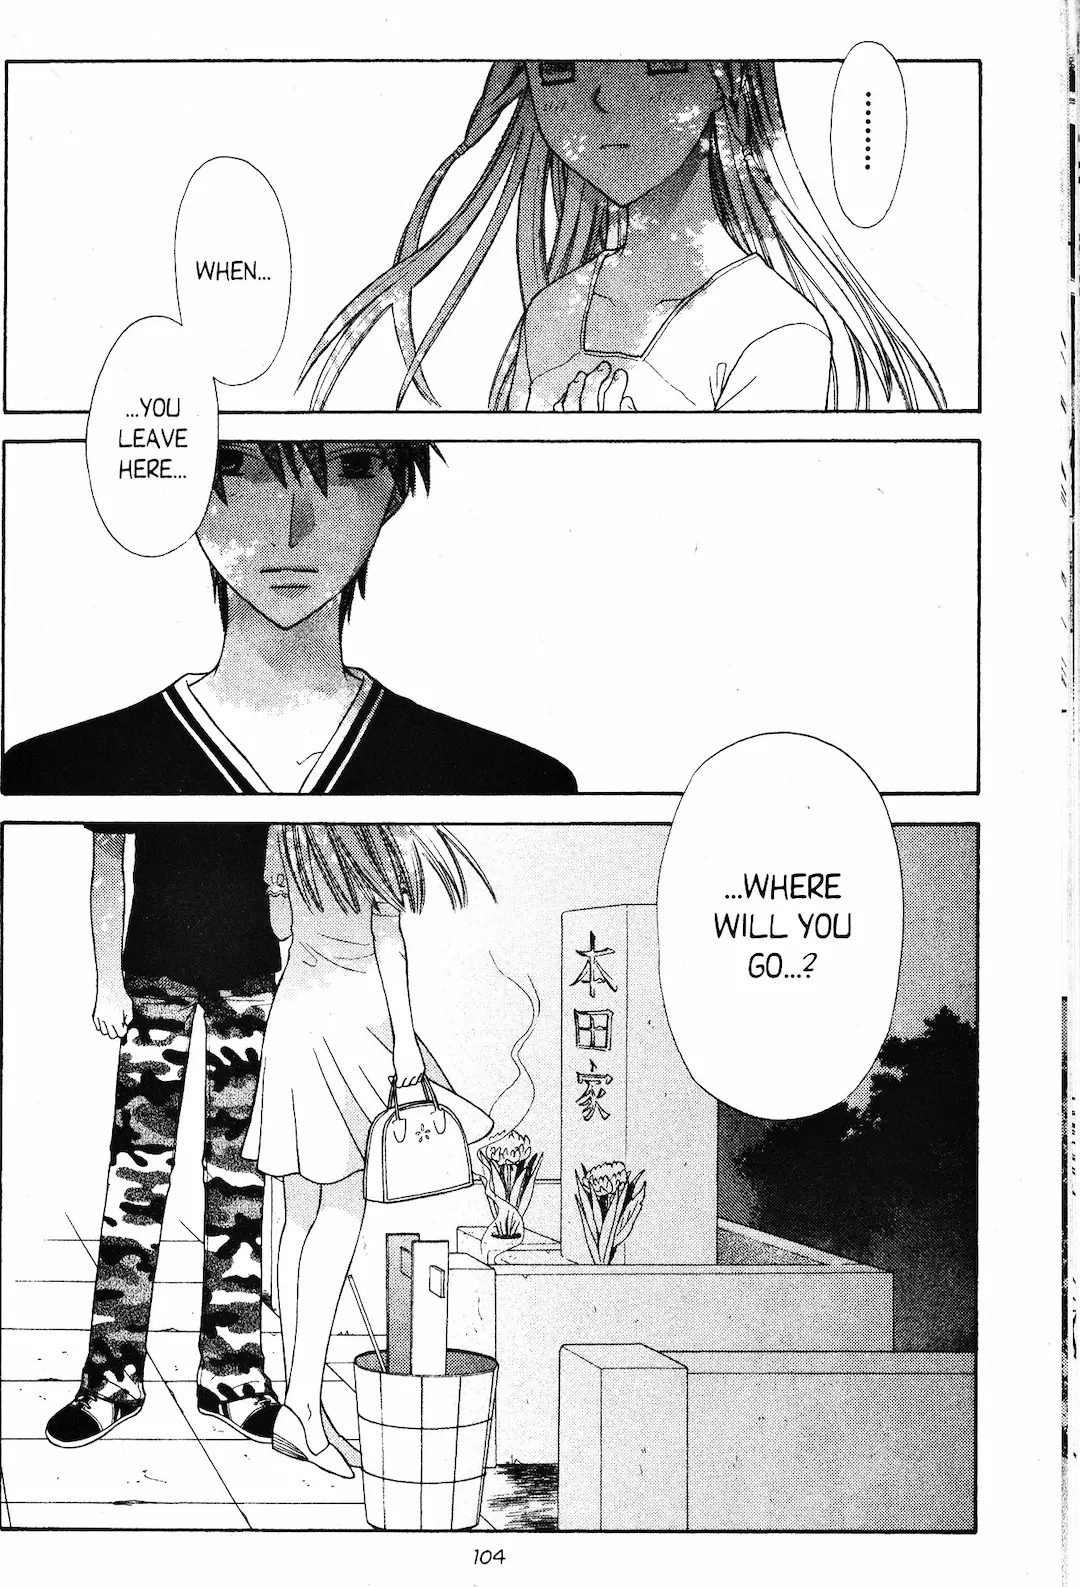 .........
WHEN...
...YOU
LEAVE
HERE...
...WHERE
WILL YOU
GO...?
本田家
104